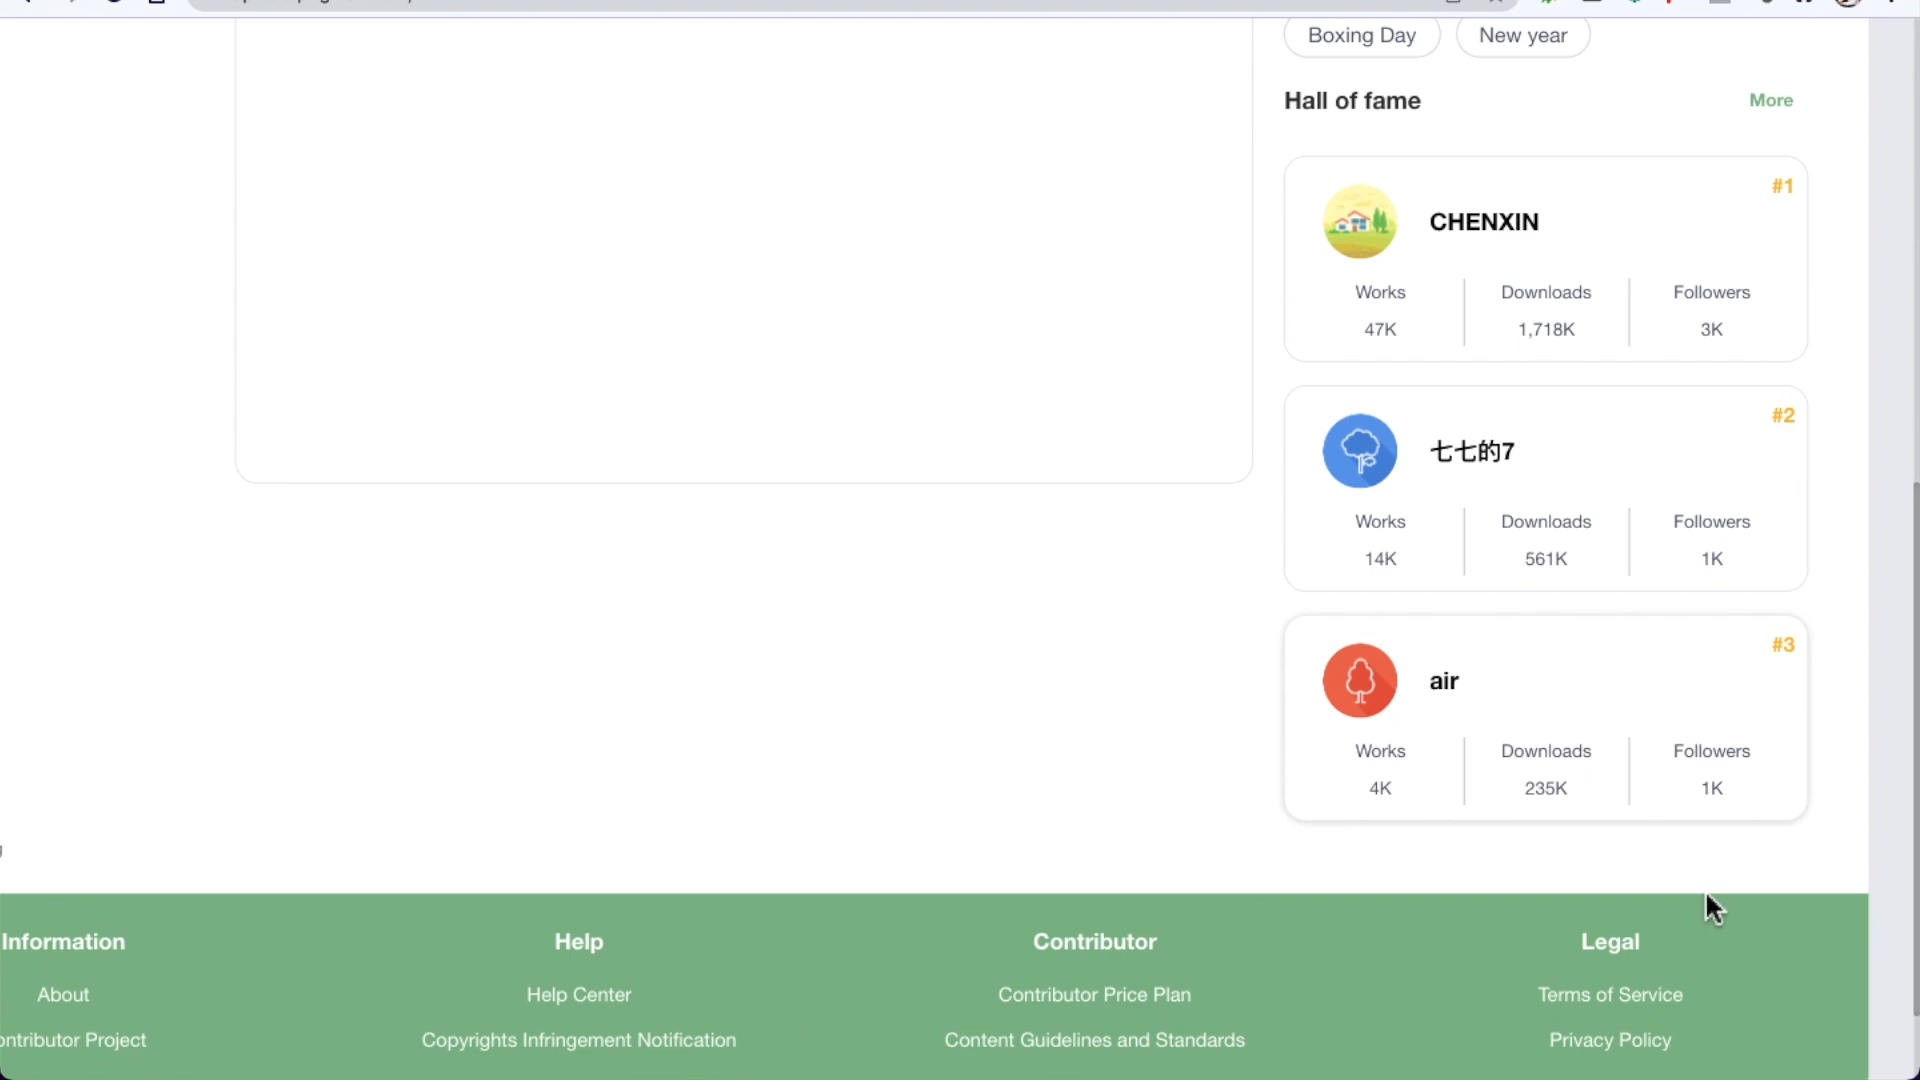 Boxing Day New year
Hall of fame More
#1
CHENXIN
Works Downloads Followers
47K 1,718K 3K
#2
七七的7
Works Downloads Followers
14K 561K 1K
#3
air
Works Downloads Followers
4K 235K 1K
Information Help Contributor Legal
About Help Center Contributor Price Plan Terms of Service
ontributor Project Copyrights Infringement Notification Content Guidelines and Standards Privacy Policy